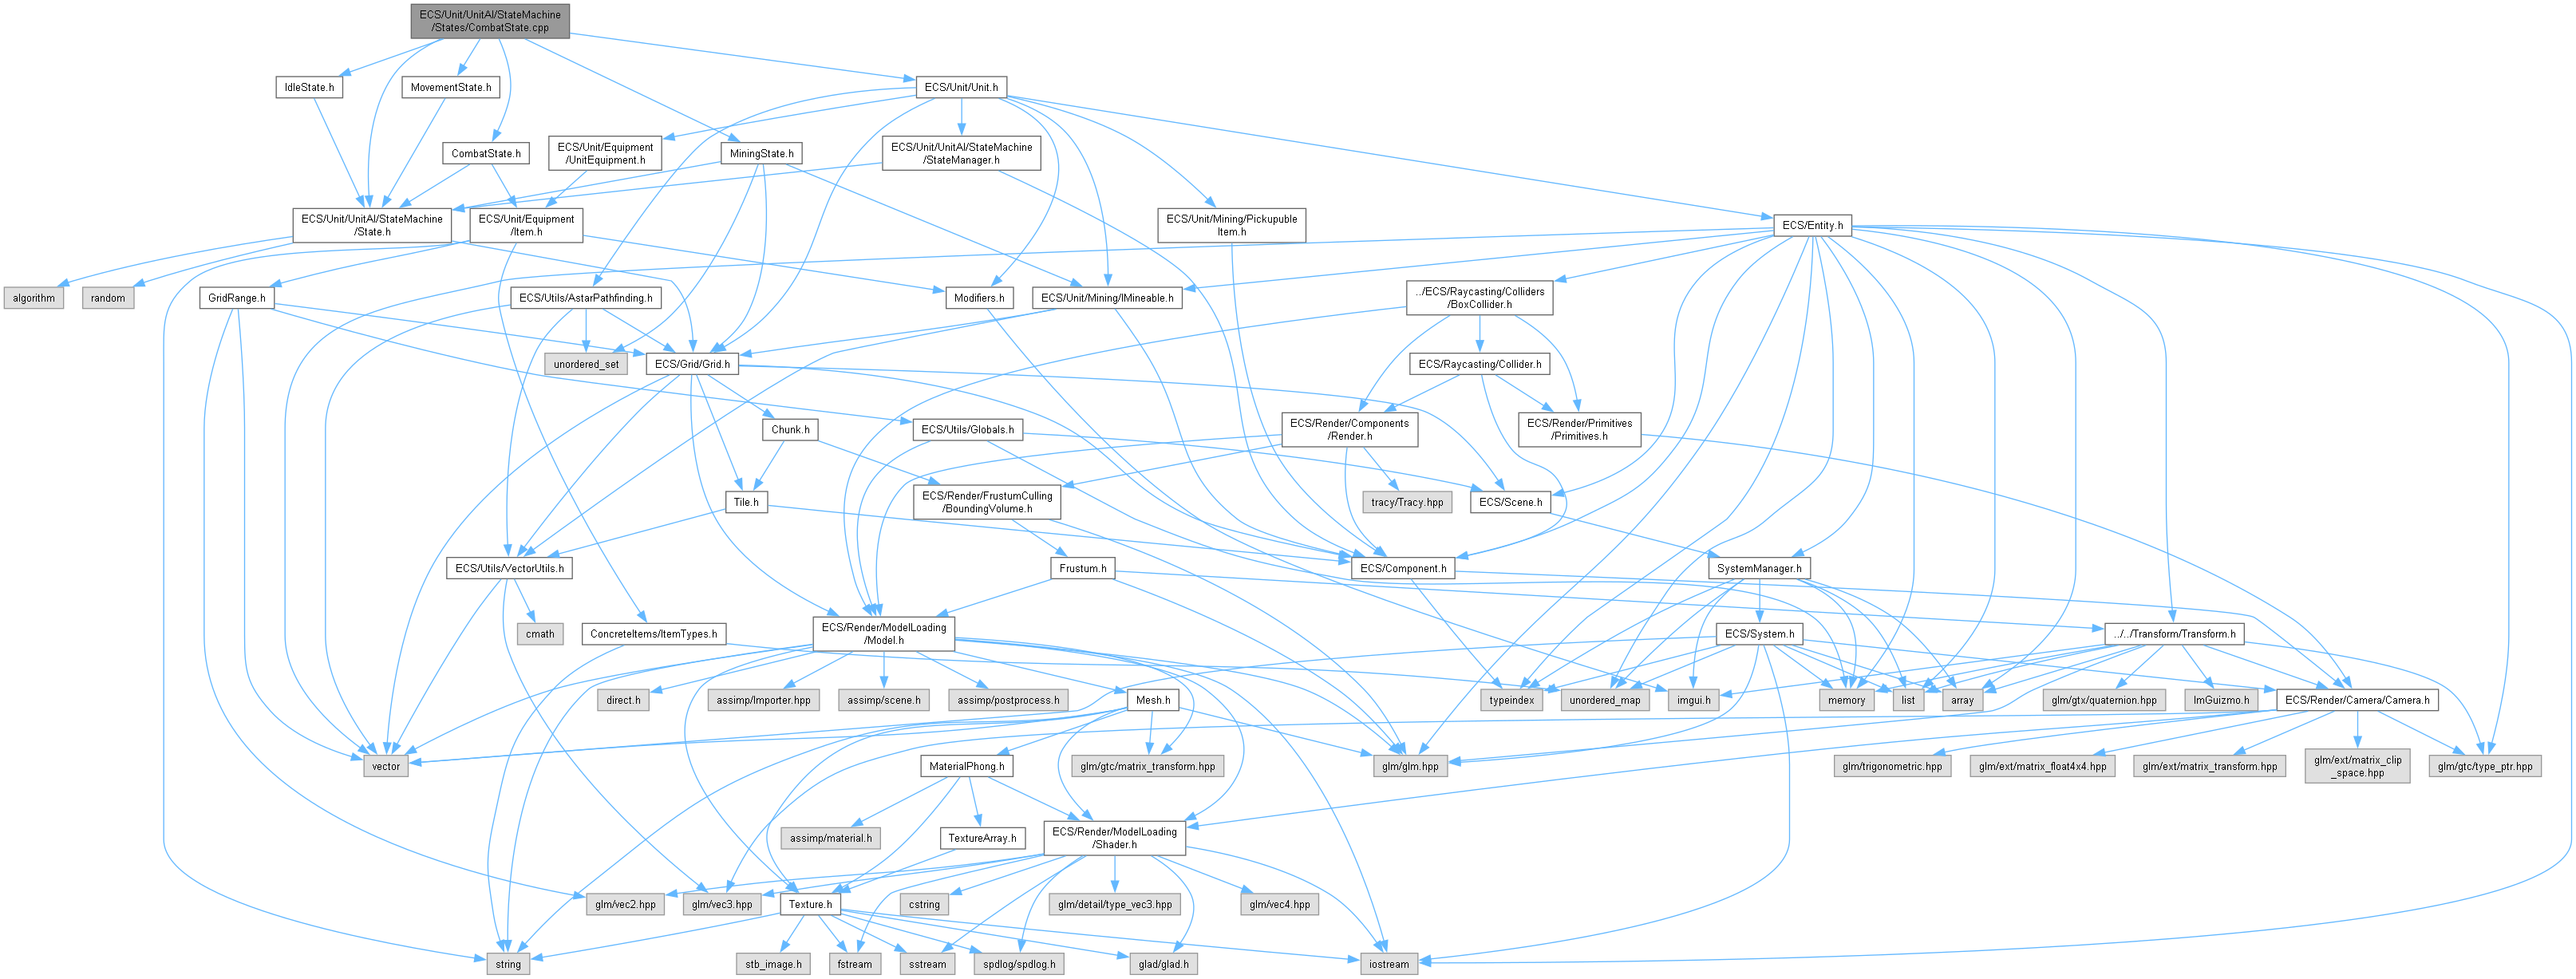 ECS/Unit/UnitAI/StateMachine
/States/CombatState.cpp
IdleState.h
MovementState.h
ECS/Unit/Unit.h
CombatState.h
ECS/Unit/Equipment
/UnitEquipment.h
MiningState.h
ECS/Unit/UnitAI/StateMachine
/StateManager.h
ECS/Unit/UnitAI/StateMachine
/State.h
ECS/Unit/Equipment
/Item.h
ECS/Unit/Mining/Pickupuble
Item.h
ECS/Entity.h
algorithm
random
GridRange.h
ECS/Utils/AstarPathfinding.h
Modifiers.h
ECS/Unit/Mining/IMineable.h
../ECS/Raycasting/Colliders
/BoxCollider.h
unordered_set
ECS/Grid/Grid.h
ECS/Raycasting/Collider.h
Chunk.h
ECS/Utils/Globals.h
ECS/Render/Components
/Render.h
ECS/Render/Primitives
/Primitives.h
Tile.h
ECS/Render/FrustumCulling
/BoundingVolume.h
tracy/Tracy.hpp
ECS/Scene.h
ECS/Utils/VectorUtils.h
Frustum.h
ECS/Component.h
SystemManager.h
cmath
ConcreteItems/ItemTypes.h
ECS/Render/ModelLoading
/Model.h
ECS/System.h
../../Transform/Transform.h
direct.h
assimp/Importer.hpp
assimp/scene.h
assimp/postprocess.h
Mesh.h
typeindex
unordered_map
imgui.h
memory
list
array
glm/gtx/quaternion.hpp
ImGuizmo.h
ECS/Render/Camera/Camera.h
vector
MaterialPhong.h
glm/gtc/matrix_transform.hpp
glm/glm.hpp
glm/trigonometric.hpp
glm/ext/matrix_float4x4.hpp
glm/ext/matrix_transform.hpp
glm/ext/matrix_clip
_space.hpp
glm/gtc/type_ptr.hpp
assimp/material.h
TextureArray.h
ECS/Render/ModelLoading
/Shader.h
glm/vec2.hpp
glm/vec3.hpp
Texture.h
cstring
glm/detail/type_vec3.hpp
glm/vec4.hpp
string
stb_image.h
fstream
sstream
spdlog/spdlog.h
glad/glad.h
iostream